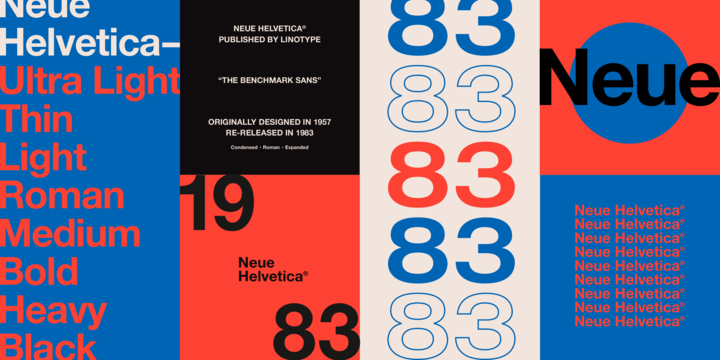 Neue
Helvetica–
Ultra Light
Thin
Light
Roman
Medium
Bold
Heavy
Black
NEUE HELVETICA®
PUBLISHED BY LINOTYPE
“THE BENCHMARK SANS”
ORIGINALLY DESIGNED IN 1957
RE-RELEASED IN 1983
Condensed • Roman • Expanded
19
Neue
Helvetica®
83
83
83
83
83
83
Neue
Neue Helvetica®
Neue Helvetica®
Neue Helvetica®
Neue Helvetica®
Neue Helvetica®
Neue Helvetica®
Neue Helvetica®
Neue Helvetica®
Neue Helvetica®